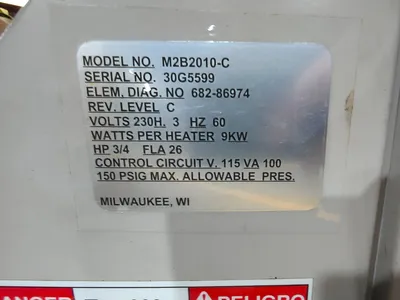 MODEL NO. M2B2010-C
SERIAL NO. 30G5599
ELEM. DIAG. NO 682-86974
REV. LEVEL C
VOLTS 230H. 3 HZ 60
WATTS PER HEATER 9KW
HP 3/4 FLA 26
CONTROL CIRCUIT V. 115 VA 100
150 PSIG MAX. ALLOWABLE PRES.
MILWAUKEE, WI